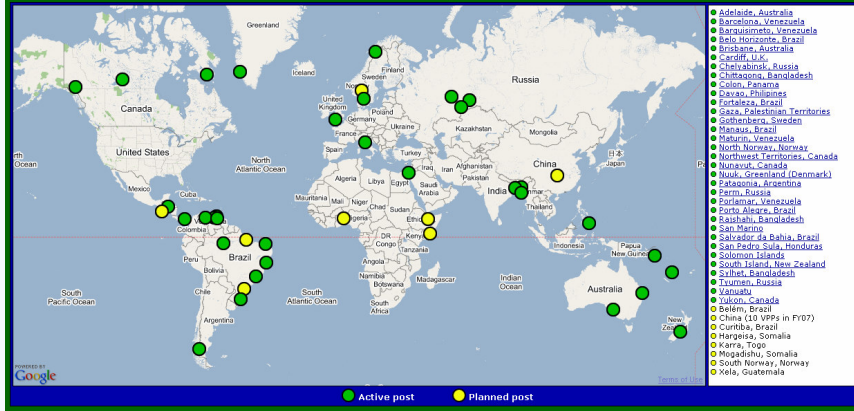 Greenland
Iceland
Finland
Sweden
Russia
United
Kingdom
Poland
Germany
Canada
Ukraine
France
Kazakhstan
Mongolia
United States
Spain
Turkey
North
Atlantic
Ocean
China
日本
Japan
Iraq
Iran
Afghanistan
Pakistan
Algeria
Libya
Egypt
Saudi
Arabia
Mexico
Cuba
India
Thailand
Mauritania
Mali
Niger
Chad
Sudan
Nigeria
Colombia
DR
Congo
Tanzania
Indonesia
Papua
New Guinea
Peru
Brazil
Bolivia
Angola
Namibia
Botswana
Madagascar
Indian
Ocean
Australia
Chile
South
Pacific Ocean
South
Atlantic Ocean
South
Africa
Argentina
New
POWERED BY
Google
Terms of Use
Adelaide, Australia
Barcelona, Venezuela
Barquisimeto, Venezuela
Belo Horizonte, Brazil
Brisbane, Australia
Cardiff, U.K.
Chelyabinsk, Russia
Chittagong, Bangladesh
Colon, Panama
Davao, Philipines
Fortaleza, Brazil
Gaza, Palestinian Territories
Gothenberg, Sweden
Manaus, Brazil
Maturin, Venezuela
North Norway, Norway
Northwest Territories, Canada
Nunavut, Canada
Nuuk, Greenland (Denmark)
Patagonia, Argentina
Perm, Russia
Porlamar, Venezuela
Porto Alegre, Brazil
Rajshahi, Bangladesh
San Marino
Salvador da Bahia, Brazil
San Pedro Sula, Honduras
Solomon Islands
South Island, New Zealand
Sylhet, Bangladesh
Tyumen, Russia
Vanuatu
Yukon, Canada
Belém, Brazil
China (10 VPPs in FY07)
Curitiba, Brazil
Hargeisa, Somalia
Karra, Togo
Mogadishu, Somalia
South Norway, Norway
Xela, Guatemala
Active post
Planned post